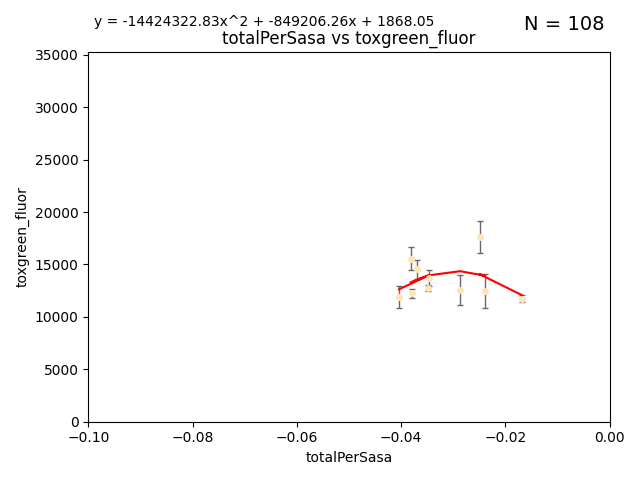 y = -14424322.83x^2 + -849206.26x + 1868.05
N = 108
totalPerSasa vs toxgreen_fluor
35000
30000
25000
20000
15000
10000
5000
0
toxgreen_fluor
−0.10 −0.08 −0.06 −0.04 −0.02 0.00
totalPerSasa